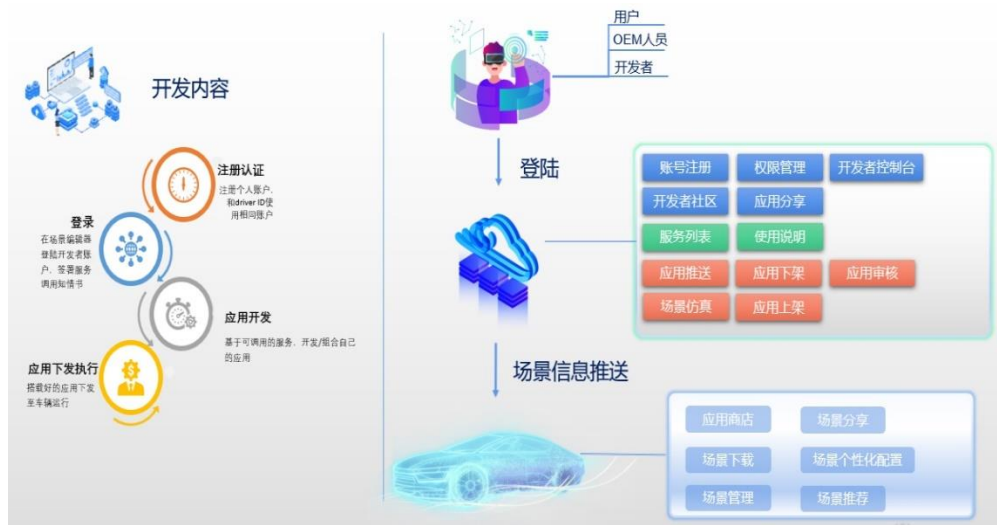 开发内容
注册认证
注册个人账户、
和driver ID使
用相同账户
登录
在场景编辑器
登陆开发者账
户、签署服务
调用知情书
应用开发
基于可调用的服务、开发/组合自己
的应用
应用下发执行
搭载好的应用下发
至车辆运行
用户
OEM人员
开发者
登陆
账号注册 权限管理 开发者控制台
开发者社区 应用分享
服务列表 使用说明
应用推送 应用下架 应用审核
场景仿真 应用上架
场景信息推送
应用商店 场景分享
场景下载 场景个性化配置
场景管理 场景推荐